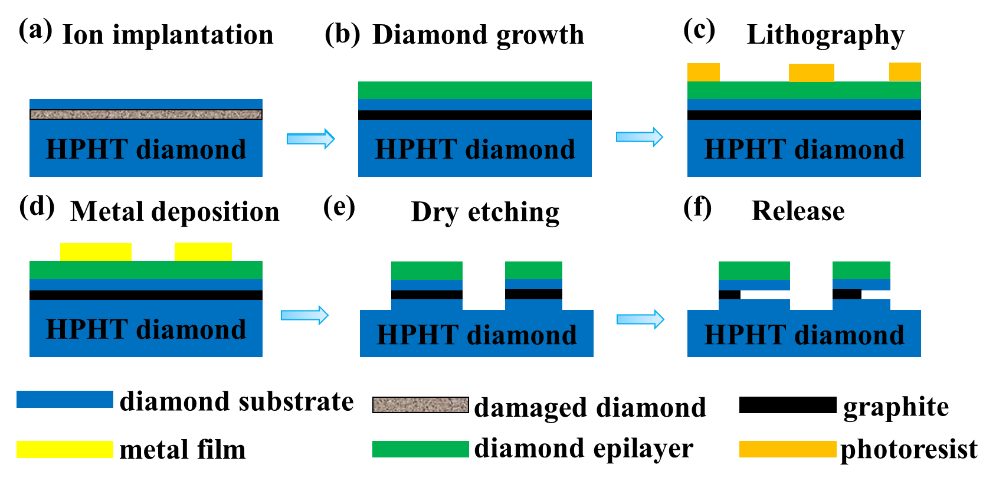 (a) Ion implantation
(b) Diamond growth
(c) Lithography
HPHT diamond
HPHT diamond
HPHT diamond
(d) Metal deposition
(e) Dry etching
(f) Release
HPHT diamond
HPHT diamond
HPHT diamond
diamond substrate
damaged diamond
graphite
metal film
diamond epilayer
photoresist